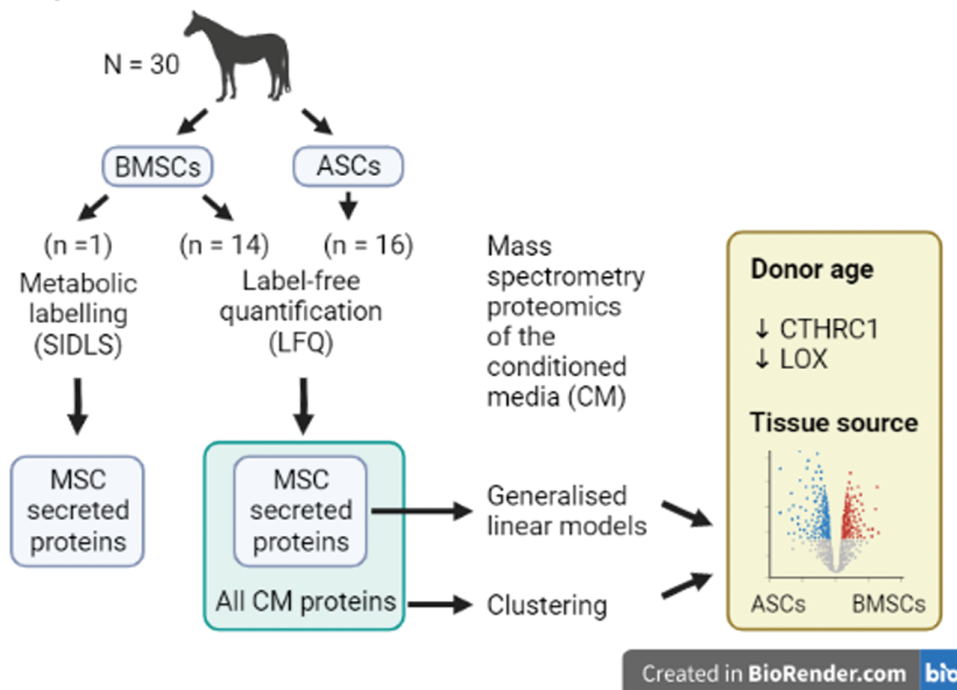 N = 30
BMSCs
ASCs
(n =1)
(n = 14)
(n = 16)
Metabolic
labelling
(SIDLS)
Label-free
quantification
(LFQ)
Mass
spectrometry
proteomics
of the
conditioned
media (CM)
MSC
secreted
proteins
MSC
secreted
proteins
All CM proteins
Generalised
linear models
Clustering
Donor age
↓ CTHRC1
↓ LOX
Tissue source
ASCs
BMSCs
Created in BioRender.com
bio